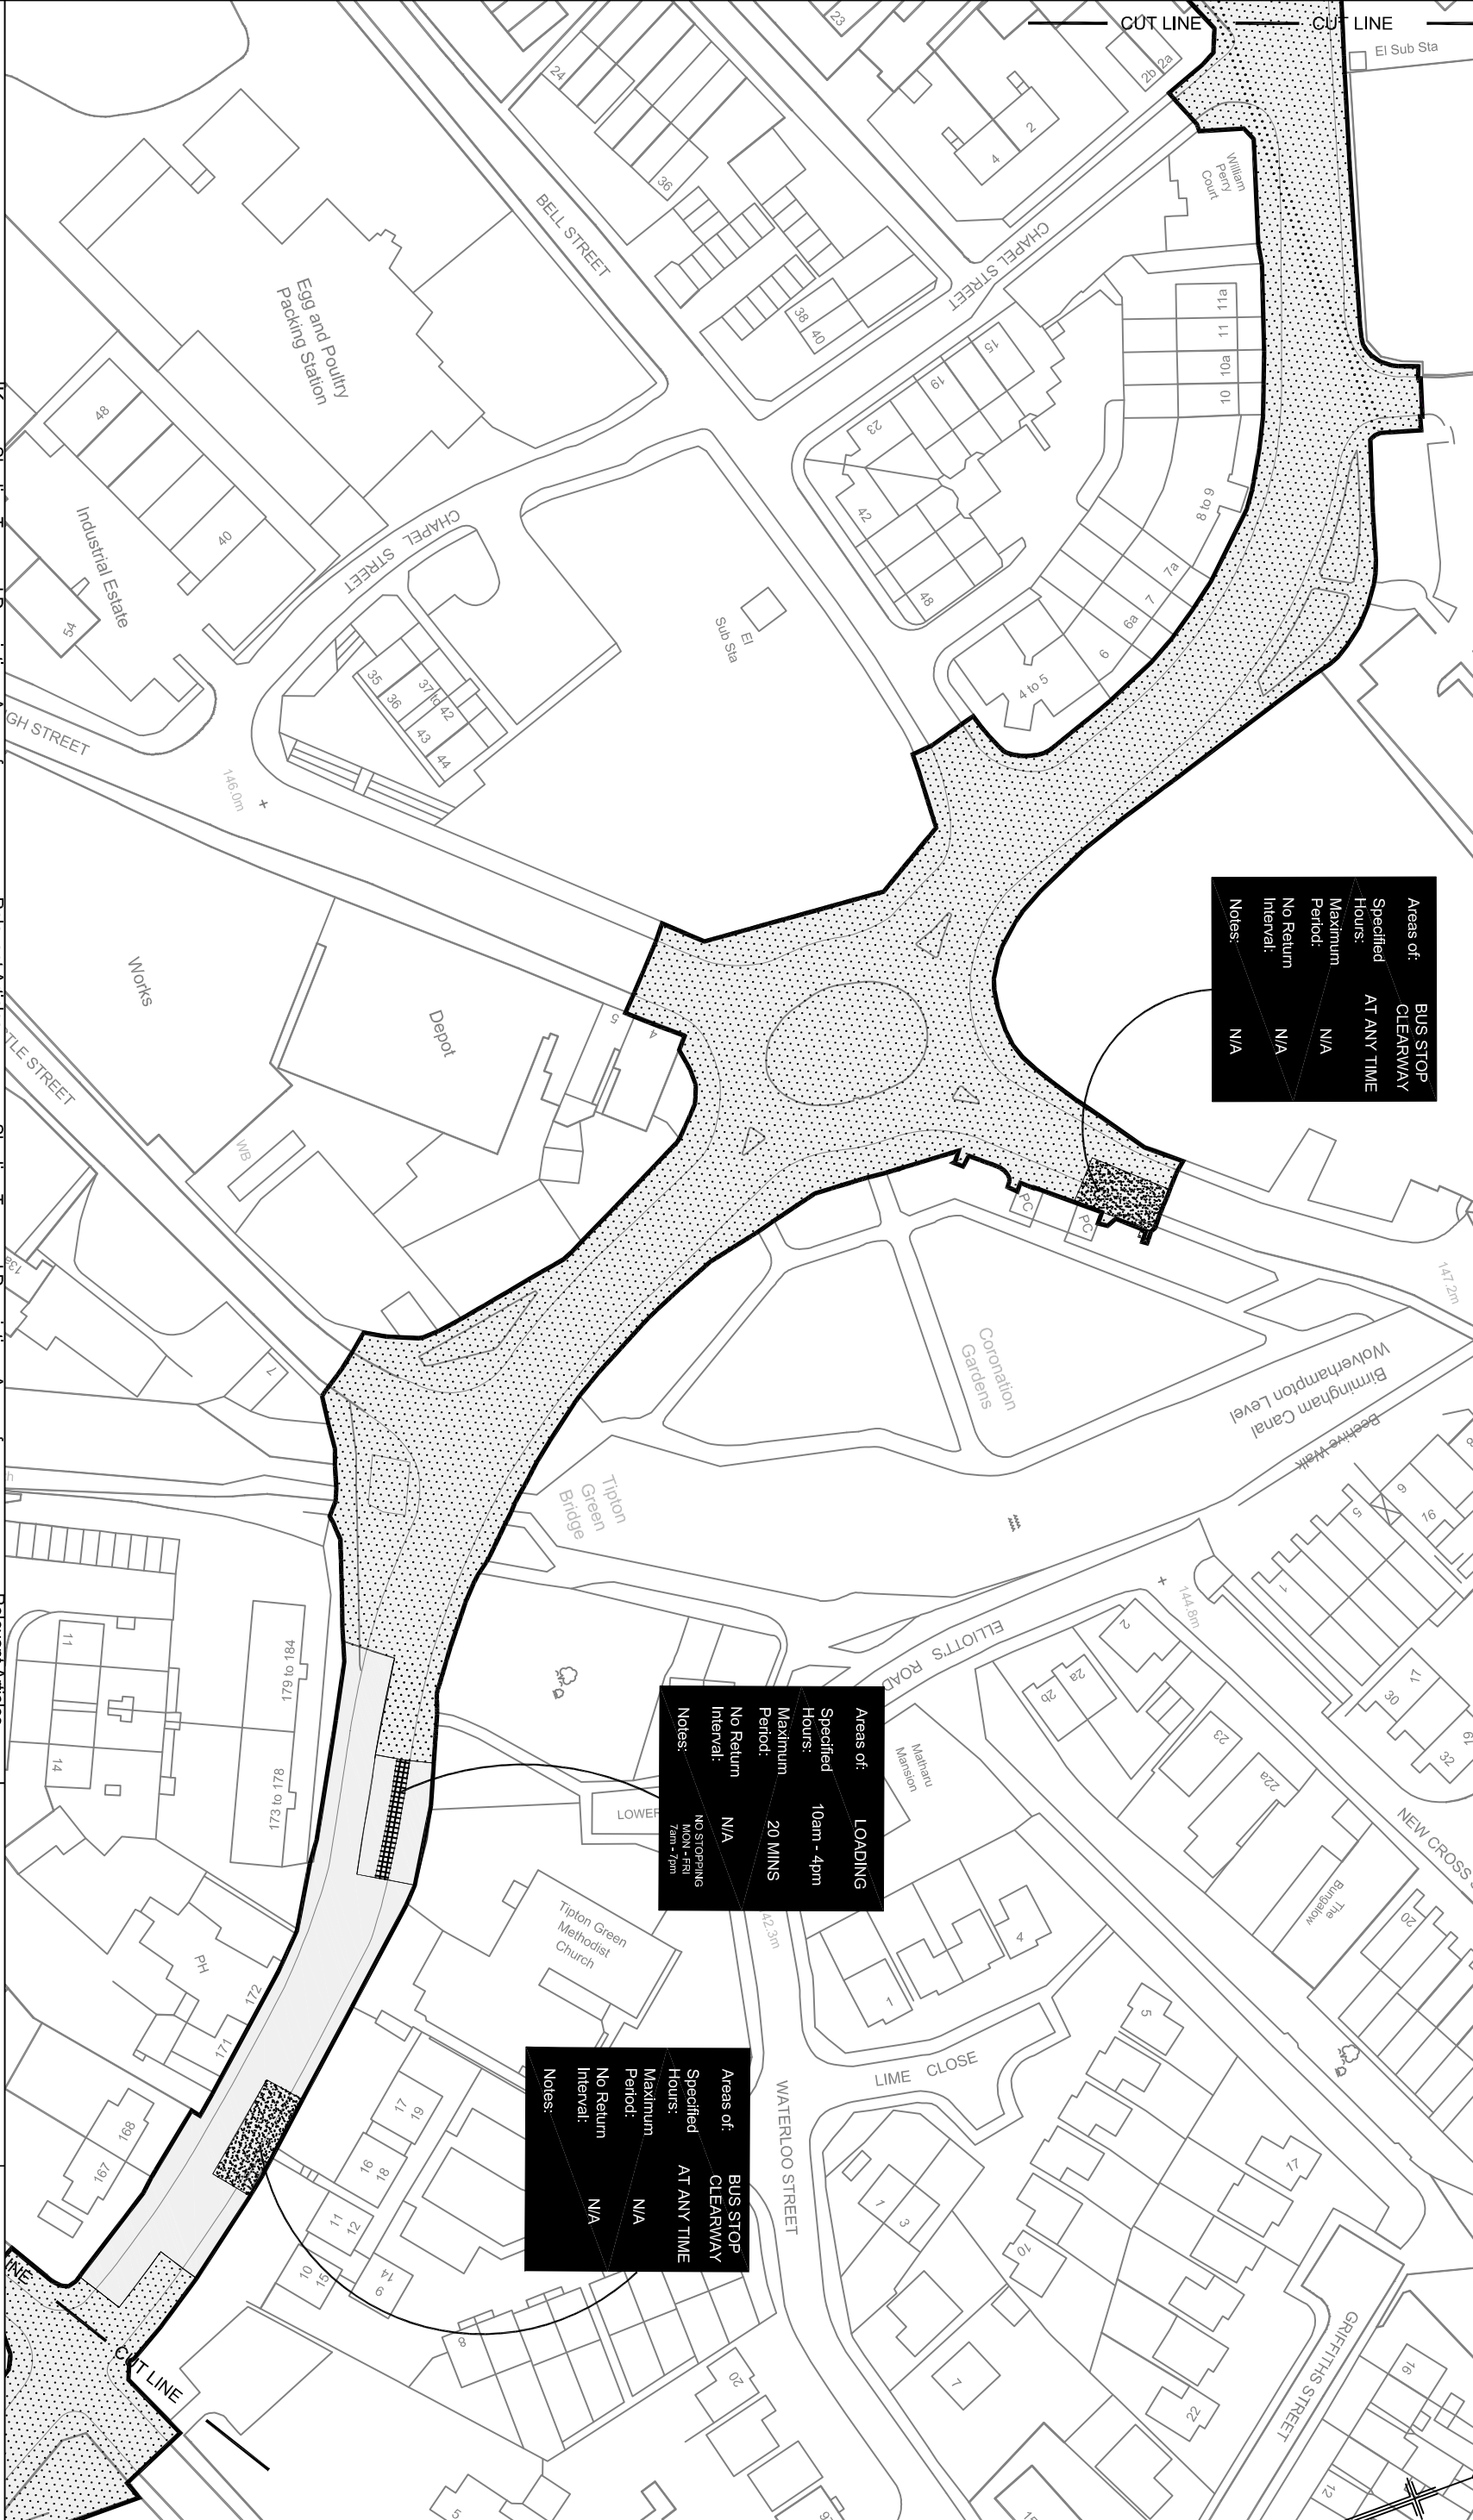 CUT LINE
CUT LINE
El Sub Sta
23
24
2b
2a
2
4
36
William
Perry
Court
BELL STREET
CHAPEL STREET
38
40
11a
11
10a
10
Egg and Poultry
Packing Station
15
19
23
42
48
8 to 9
7a
7
6a
6
4 to 5
48
40
Industrial Estate
54
CHAPEL STREET
El
Sub Sta
35
36
37 to 42
43
44
GH STREET
146.0m
Areas of:
BUS STOP
CLEARWAY
Specified
Hours:
AT ANY TIME
Maximum
Period:
N/A
No Return
Interval:
N/A
Notes:
N/A
Works
Depot
5
4
TLE STREET
WB
13a
1
PC
PC
147.2m
Coronation
Gardens
Birmingham Canal
Wolverhampton Level
Beehive Walk
Tipton
Green
Bridge
5
9
16
1
144.8m
ELLIOTT'S ROAD
2
2a
2b
17
30
32
19
23
22a
The
Bungalow
NEW CROSS
20
11
14
179 to 184
173 to 178
Areas of:
LOADING
Specified
Hours:
10am - 4pm
Maximum
Period:
20 MINS
No Return
Interval:
N/A
Notes:
NO STOPPING
MON - FRI
7am - 7pm
Matharu
Mansion
LOWER
Tipton Green
Methodist
Church
42.3m
4
1
5
PH
172
171
168
167
LIME CLOSE
WATERLOO STREET
17
19
16
18
11
12
10
15
14
9
Areas of:
BUS STOP
CLEARWAY
Specified
Hours:
AT ANY TIME
Maximum
Period:
N/A
No Return
Interval:
N/A
Notes:
1
3
17
10
7
22
8
20
GRIFFITHS STREET
16
12
INE
CUT LINE
5